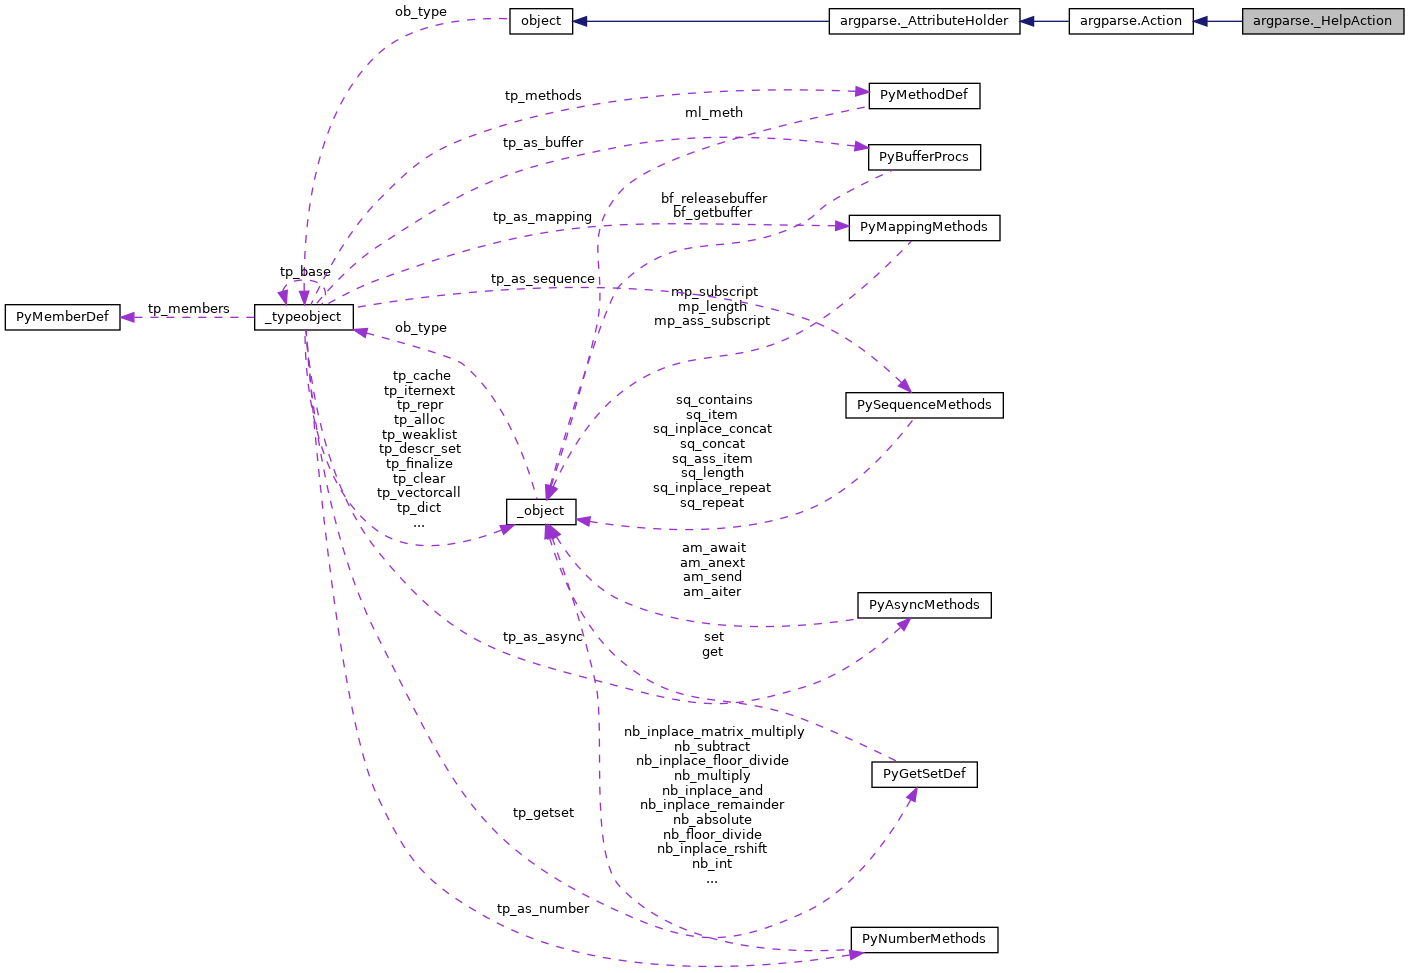 ob_type
object
argparse._AttributeHolder
argparse.Action
argparse._HelpAction
tp_methods
PyMethodDef
ml_meth
tp_as_buffer
PyBufferProcs
bf_releasebuffer
bf_getbuffer
tp_as_mapping
PyMappingMethods
tp_base
tp_as_sequence
mp_subscript
mp_length
mp_ass_subscript
PyMemberDef
tp_members
_typeobject
ob_type
tp_cache
tp_iternext
tp_repr
tp_alloc
tp_weaklist
tp_descr_set
tp_finalize
tp_clear
tp_vectorcall
tp_dict
...
sq_contains
sq_item
sq_inplace_concat
sq_concat
sq_ass_item
sq_length
sq_inplace_repeat
sq_repeat
PySequenceMethods
_object
am_await
am_anext
am_send
am_aiter
PyAsyncMethods
tp_as_async
set
get
nb_inplace_matrix_multiply
nb_subtract
nb_inplace_floor_divide
nb_multiply
nb_inplace_and
nb_inplace_remainder
nb_absolute
nb_floor_divide
nb_inplace_rshift
nb_int
...
PyGetSetDef
tp_getset
tp_as_number
PyNumberMethods